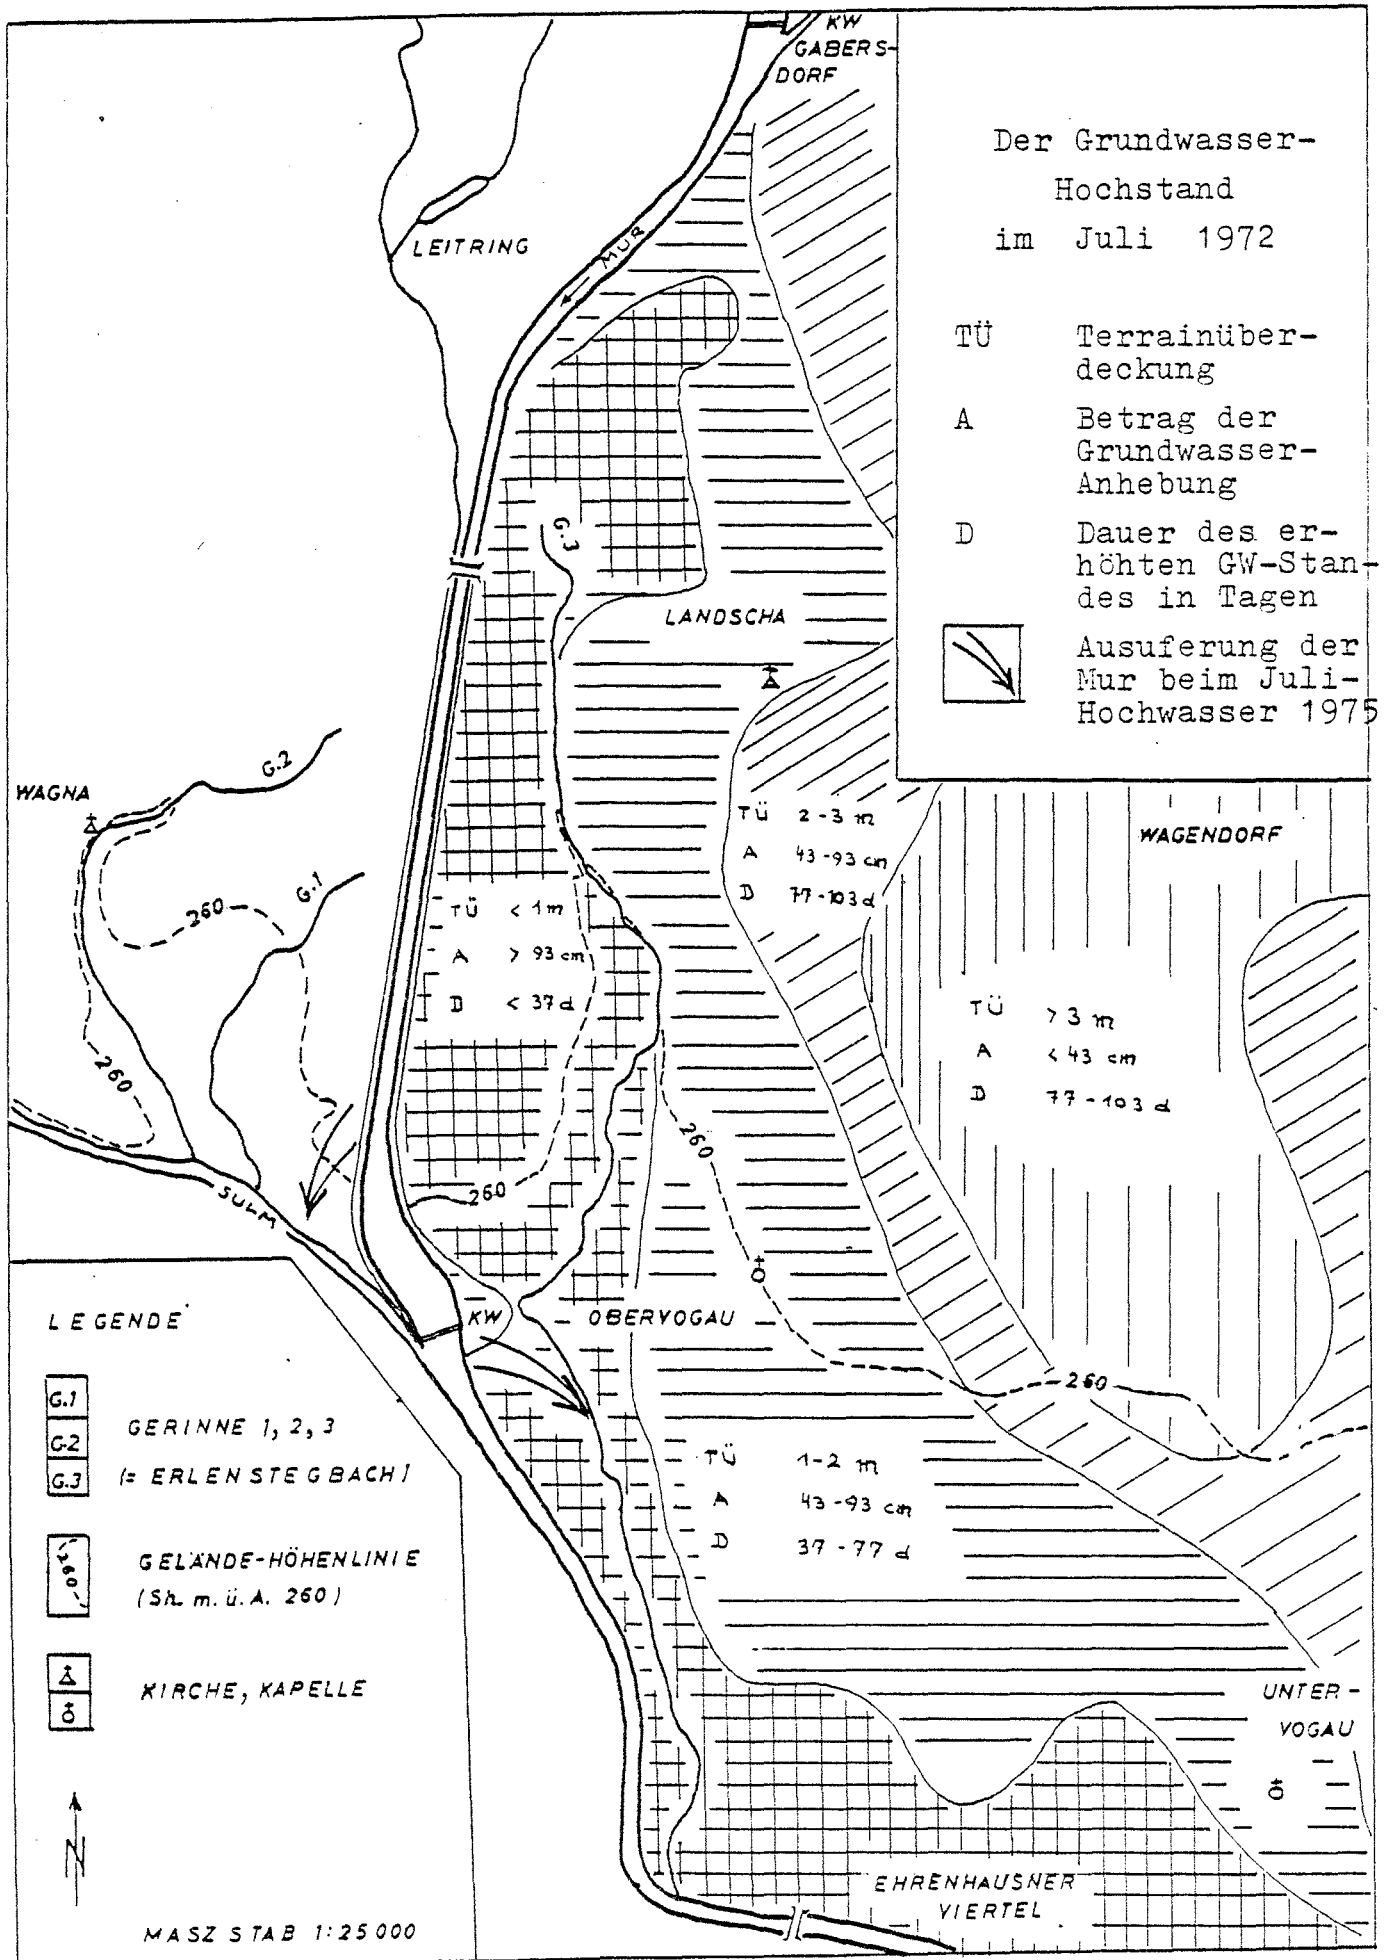 KW
GABERS-
DORF
Der Grundwasser-
Hochstand
im Juli 1972
TÜ Terrainüber-
deckung
A Betrag der
Grundwasser-
Anhebung
D Dauer des er-
höhten GW-Stan-
des in Tagen
Ausuferung der
Mur beim Juli-
Hochwasser 1975
LEITRING
MUR
G.3
LANDSCHA
WAGNA
G.2
G.1
260
260
TÜ 2-3 m
A 43-93 cm
D 77-103 d
WAGENDORF
TÜ < 1m
A > 93 cm
D < 37 d
TÜ > 3 m
A < 43 cm
D 77-103 d
260
260
SULM
KW
OBERVOGAU
260
TÜ 1-2 m
A 43-93 cm
D 37-77 d
UNTER-
VOGAU
EHRENHAUSNER
VIERTEL
LEGENDE
G.1
G.2
G.3
GERINNE 1, 2, 3
(= ERLENSTEGBACH)
260
GELÄNDE-HÖHENLINIE
(Sh. m. ü. A. 260)
KIRCHE, KAPELLE
N
MASZSTAB 1:25000